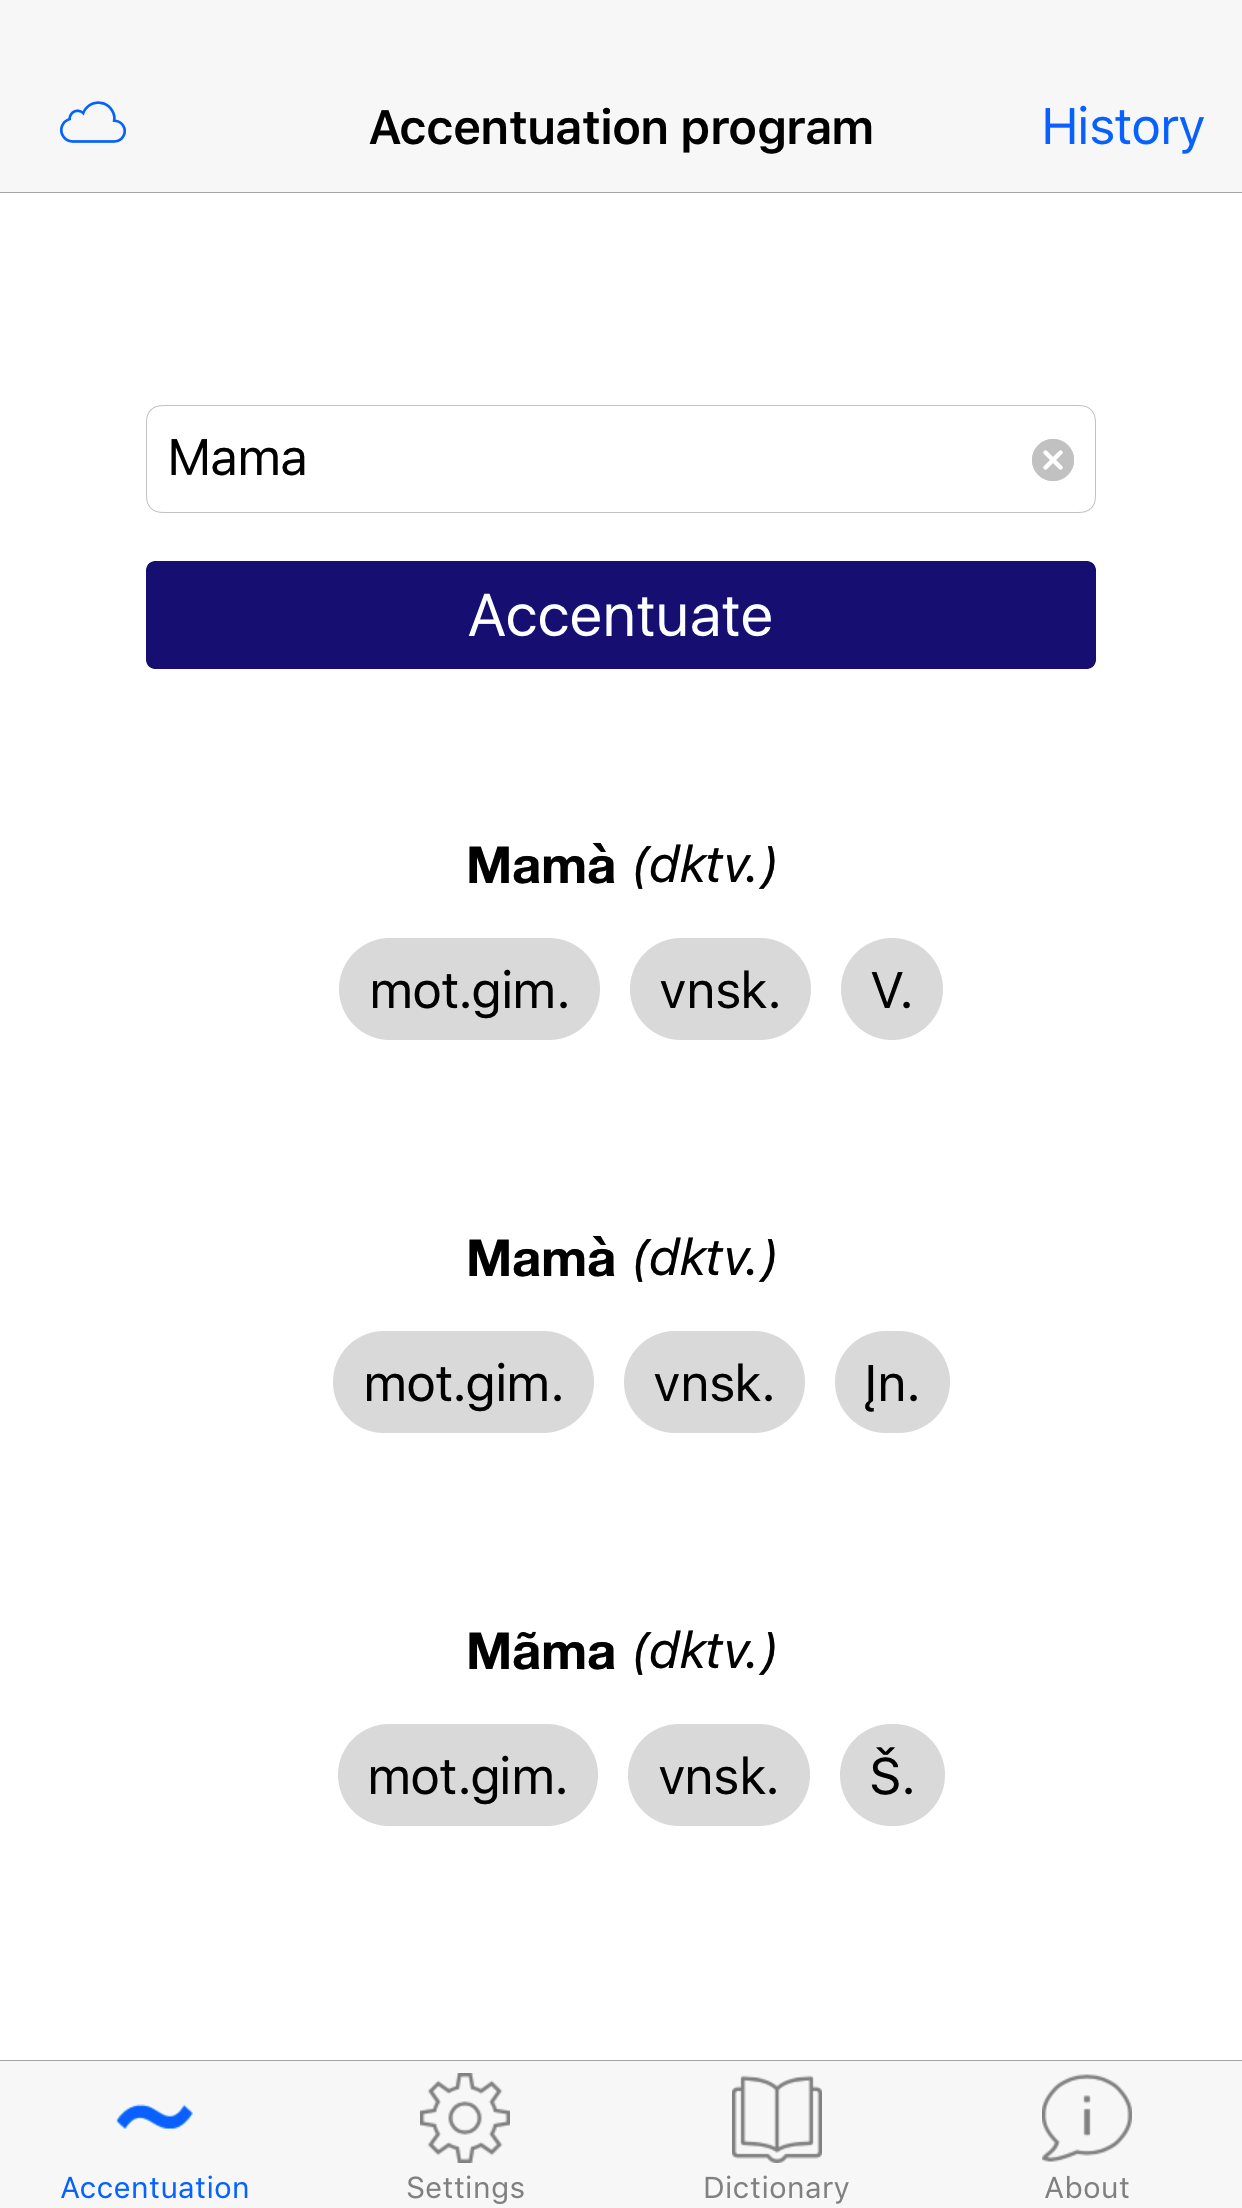 Accentuation program
History
Mama
Accentuate
Mamà (dktv.)
mot.gim. vnsk. V.
Mamà (dktv.)
mot.gim. vnsk. Įn.
Mãma (dktv.)
mot.gim. vnsk. Š.
Accentuation Settings Dictionary About